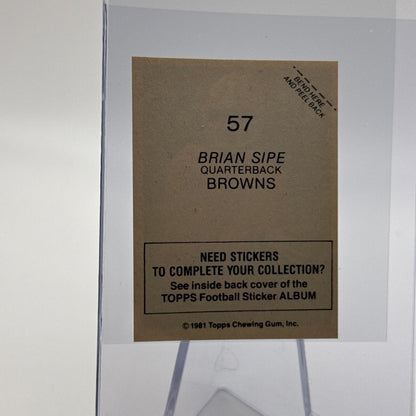 BEND HERE
AND PEEL BACK
57
BRIAN SIPE
QUARTERBACK
BROWNS
NEED STICKERS
TO COMPLETE YOUR COLLECTION?
See inside back cover of the
TOPPS Football Sticker ALBUM
© 1981 Topps Chewing Gum, Inc.